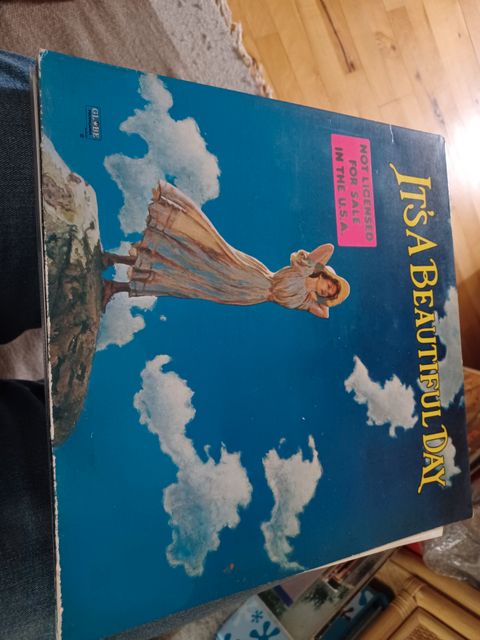 IT'S A BEAUTIFUL DAY
NOT LICENSED
FOR SALE
IN THE U.S.A.
GLOBE